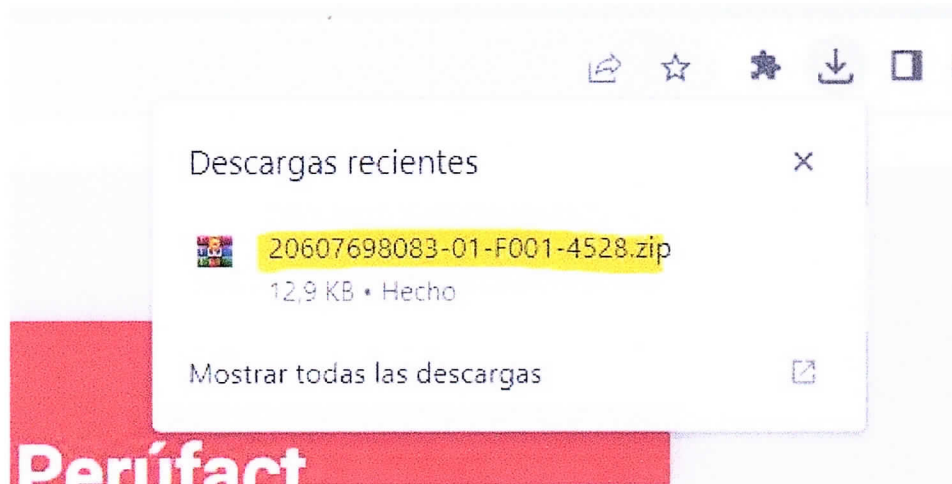 Descargas recientes
20607698083-01-F001-4528.zip
12,9 KB • Hecho
Mostrar todas las descargas
Perúfact